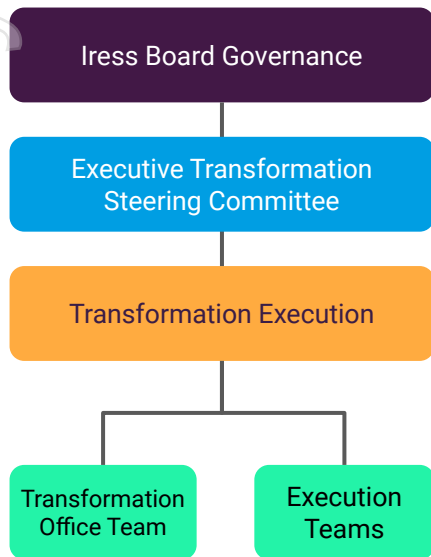 Iress Board Governance
Executive Transformation
Steering Committee
Transformation Execution
Transformation
Office Team
Execution
Teams